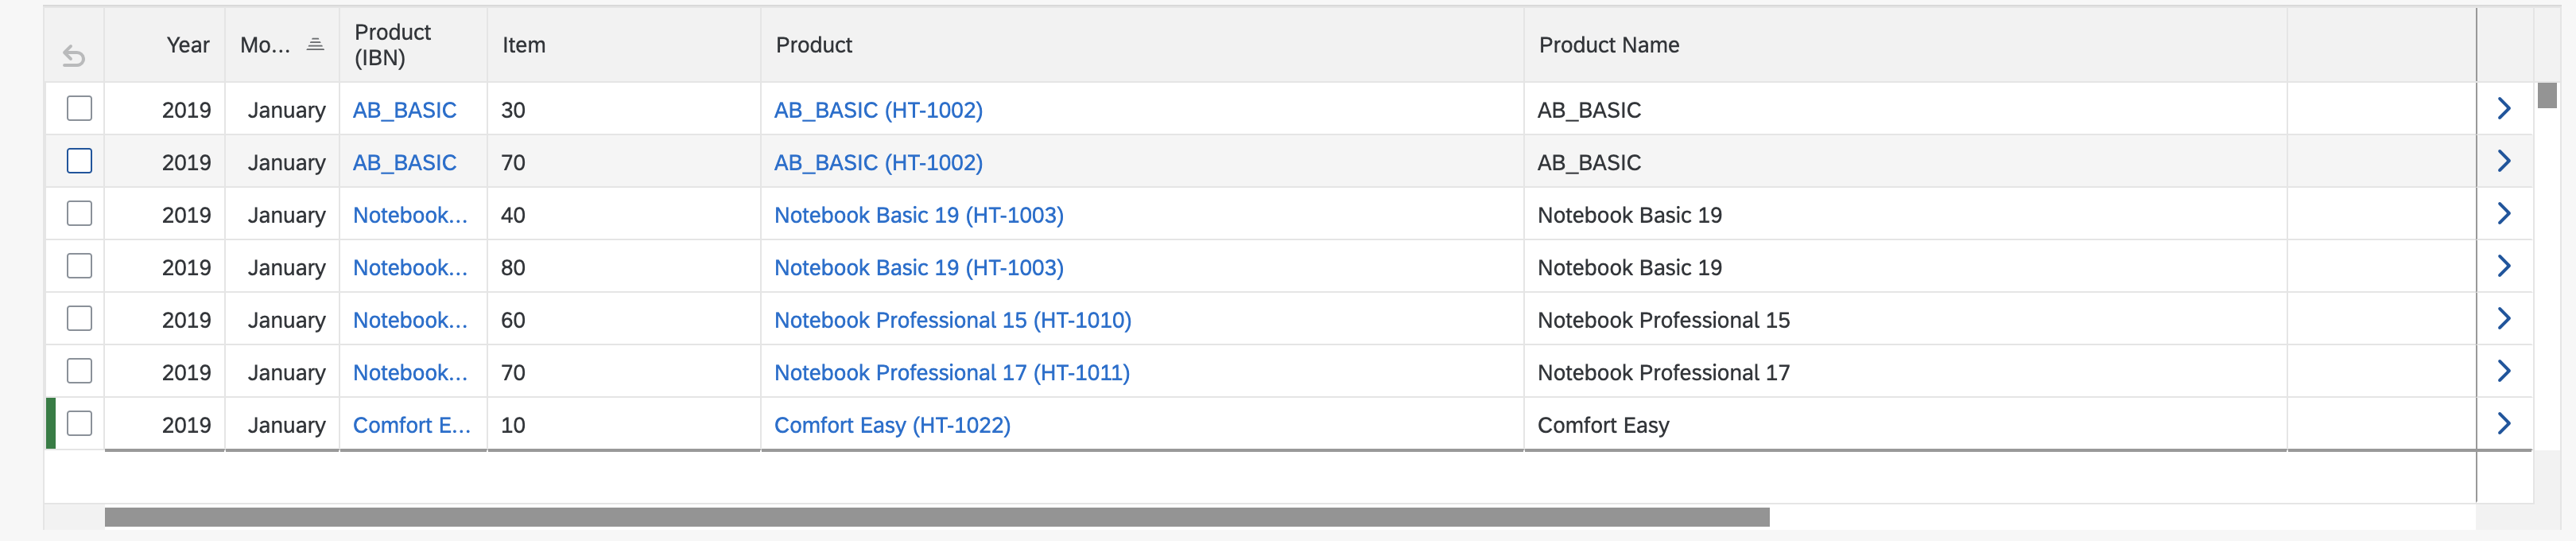 Year Mo... Product (IBN) Item Product Product Name
2019 January AB_BASIC 30 AB_BASIC (HT-1002) AB_BASIC
2019 January AB_BASIC 70 AB_BASIC (HT-1002) AB_BASIC
2019 January Notebook... 40 Notebook Basic 19 (HT-1003) Notebook Basic 19
2019 January Notebook... 80 Notebook Basic 19 (HT-1003) Notebook Basic 19
2019 January Notebook... 60 Notebook Professional 15 (HT-1010) Notebook Professional 15
2019 January Notebook... 70 Notebook Professional 17 (HT-1011) Notebook Professional 17
2019 January Comfort E... 10 Comfort Easy (HT-1022) Comfort Easy